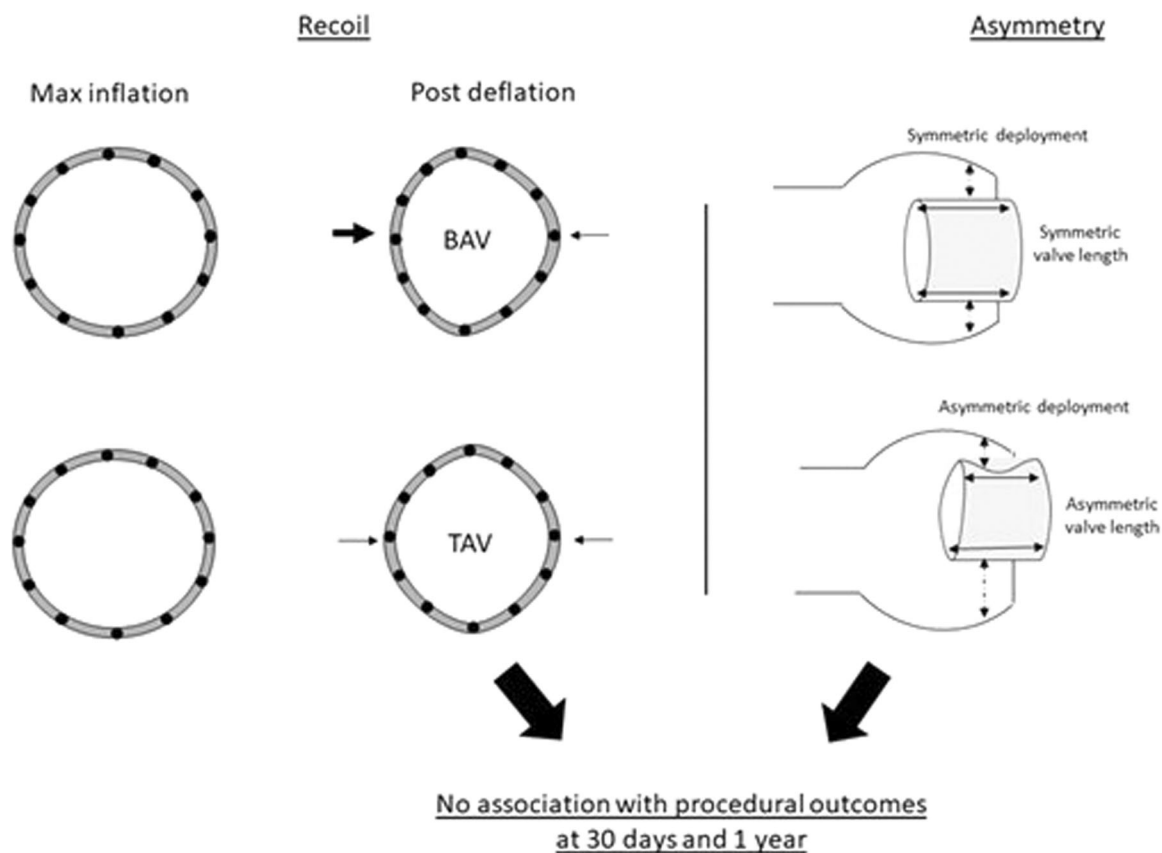 Recoil
Asymmetry
Max inflation
Post deflation
Symmetric deployment
BAV
Symmetric
valve length
Asymmetric deployment
TAV
Asymmetric
valve length
No association with procedural outcomes
at 30 days and 1 year